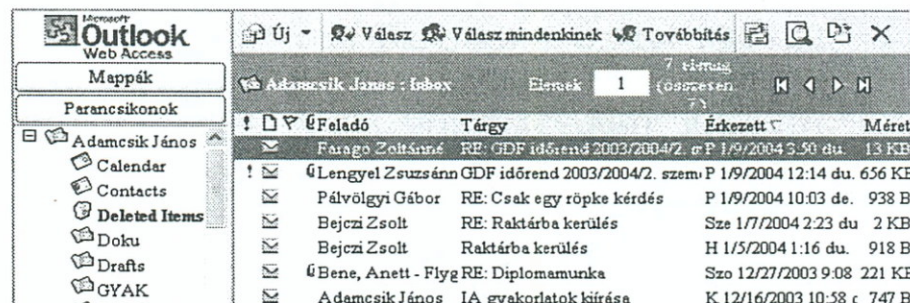 Microsoft
Outlook
Web Access
Mappák
Parancsikonok
Adamcsik János
Calendar
Contacts
Deleted Items
Doku
Drafts
GYAK
Új Válasz Válasz mindenkinek Továbbítás
Adamcsik János : Inbox Elemek 1 7 elemig (összesen: 7)
! Feladó Tárgy Érkezett Méret
Faragó Zoltánné RE: GDF időrend 2003/2004/2. P 1/9/2004 3:50 du. 13 KB
! Lengyel Zsuzsánn GDF időrend 2003/2004/2. szem P 1/9/2004 12:14 du. 656 KE
Pálvölgyi Gábor RE: Csak egy röpke kérdés P 1/9/2004 10:03 de. 938 B
Bejczi Zsolt RE: Raktárba kerülés Sze 1/7/2004 2:23 du 2 KB
Bejczi Zsolt Raktárba kerülés H 1/5/2004 1:16 du. 918 B
Bene, Anett - Flyg RE: Diplomamunka Szo 12/27/2003 9:08 221 KE
Adamcsik János IA gyakorlatok kiírása K 12/16/2003 10:58 747 B